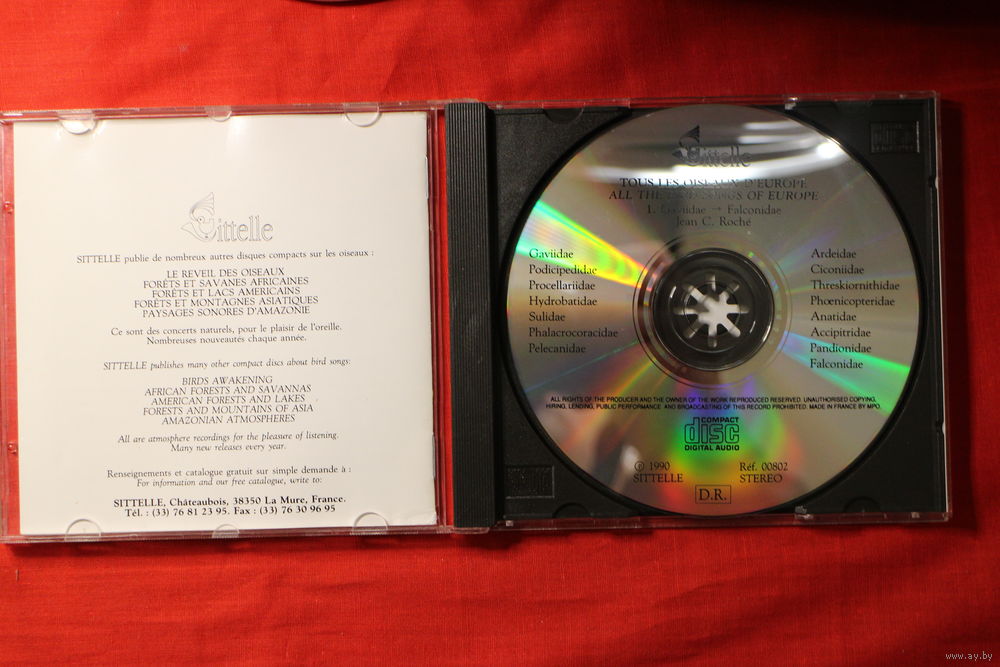 Sittelle
SITTELLE publie de nombreux autres disques compacts sur les oiseaux :
LE REVEIL DES OISEAUX
FORÊTS ET SAVANES AFRICAINES
FORÊTS ET LACS AMERICAINS
FORÊTS ET MONTAGNES ASIATIQUES
PAYSAGES SONORES D'AMAZONIE
Ce sont des concerts naturels, pour le plaisir de l'oreille.
Nombreuses nouveautés chaque année.
SITTELLE publishes many other compact discs about bird songs:
BIRDS AWAKENING
AFRICAN FORESTS AND SAVANNAS
AMERICAN FORESTS AND LAKES
FORESTS AND MOUNTAINS OF ASIA
AMAZONIAN ATMOSPHERES
All are atmosphere recordings for the pleasure of listening.
Many new releases every year.
Renseignements et catalogue gratuit sur simple demande à :
For information and our free catalogue, write to:
SITTELLE, Châteaubois, 38350 La Mure, France.
Tél. : (33) 76 81 23 95. Fax : (33) 76 30 96 95
Sittelle
TOUS LES OISEAUX D'EUROPE
ALL THE BIRD SONGS OF EUROPE
1. Gaviidae → Falconidae
Jean C. Roché
Gaviidae
Podicipedidae
Procellariidae
Hydrobatidae
Sulidae
Phalacrocoracidae
Pelecanidae
Ardeidae
Ciconiidae
Threskiornithidae
Phœnicopteridae
Anatidae
Accipitridae
Pandionidae
Falconidae
ALL RIGHTS OF THE PRODUCER AND THE OWNER OF THE WORK REPRODUCED RESERVED. UNAUTHORISED COPYING,
HIRING, LENDING, PUBLIC PERFORMANCE AND BROADCASTING OF THIS RECORD PROHIBITED. MADE IN FRANCE BY MPO.
COMPACT
disc
DIGITAL AUDIO
℗ 1990
SITTELLE
Réf. 00802
STEREO
D.R.
www.ay.by